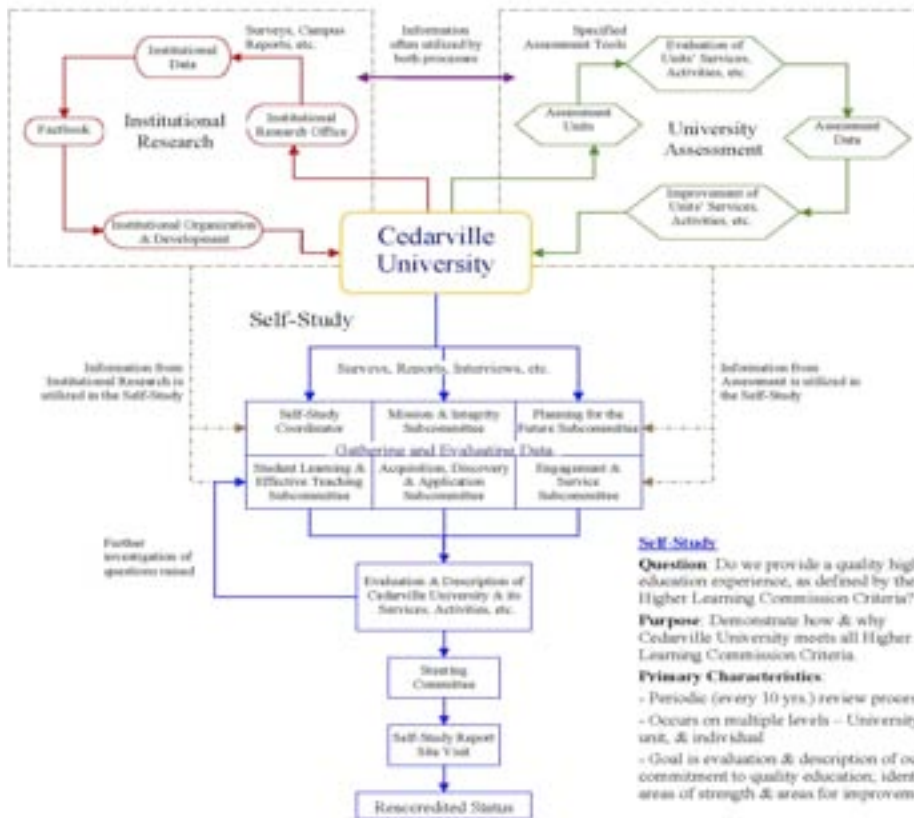 Surveys, Campus
Reports, etc.
Institutional
Data
Factbook
Institutional
Research
Institutional
Research Office
Institutional Organization
& Development
Information
often utilized by
both processes
Specified
Assessment Tools
Evaluation of
Units' Services,
Activities, etc.
Assessment
Units
University
Assessment
Assessment
Data
Improvement of
Units' Services,
Activities, etc.
Cedarville
University
Self-Study
Information from
Institutional Research is
utilized in the Self-Study
Surveys, Reports, Interviews, etc.
Information from
Assessment is utilized in
the Self-Study
Self-Study
Coordinator
Mission & Integrity
Subcommittee
Planning for the
Future Subcommittee
Gathering and Evaluating Data
Student Learning &
Effective Teaching
Subcommittee
Acquisition, Discovery
& Application
Subcommittee
Engagement &
Service
Subcommittee
Further
investigation of
questions raised
Evaluation & Description of
Cedarville University & its
Services, Activities, etc.
Steering
Committee
Self-Study Report
Site Visit
Reaccredited Status
Self-Study
Question: Do we provide a quality high
education experience, as defined by the
Higher Learning Commission Criteria?
Purpose: Demonstrate how & why
Cedarville University meets all Higher
Learning Commission Criteria.
Primary Characteristics
- Periodic (every 10 yrs.) review proce
- Occurs on multiple levels – University
unit, & individual
- Goal is evaluation & description of ou
commitment to quality education; ident
areas of strength & areas for improvem